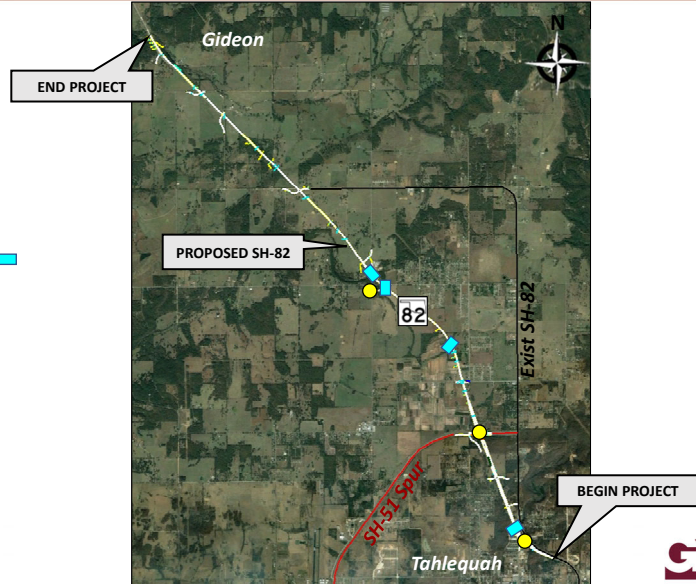 Gideon
N
END PROJECT
PROPOSED SH-82
82
Exist SH-82
SH-51 Spur
BEGIN PROJECT
Tahlequah